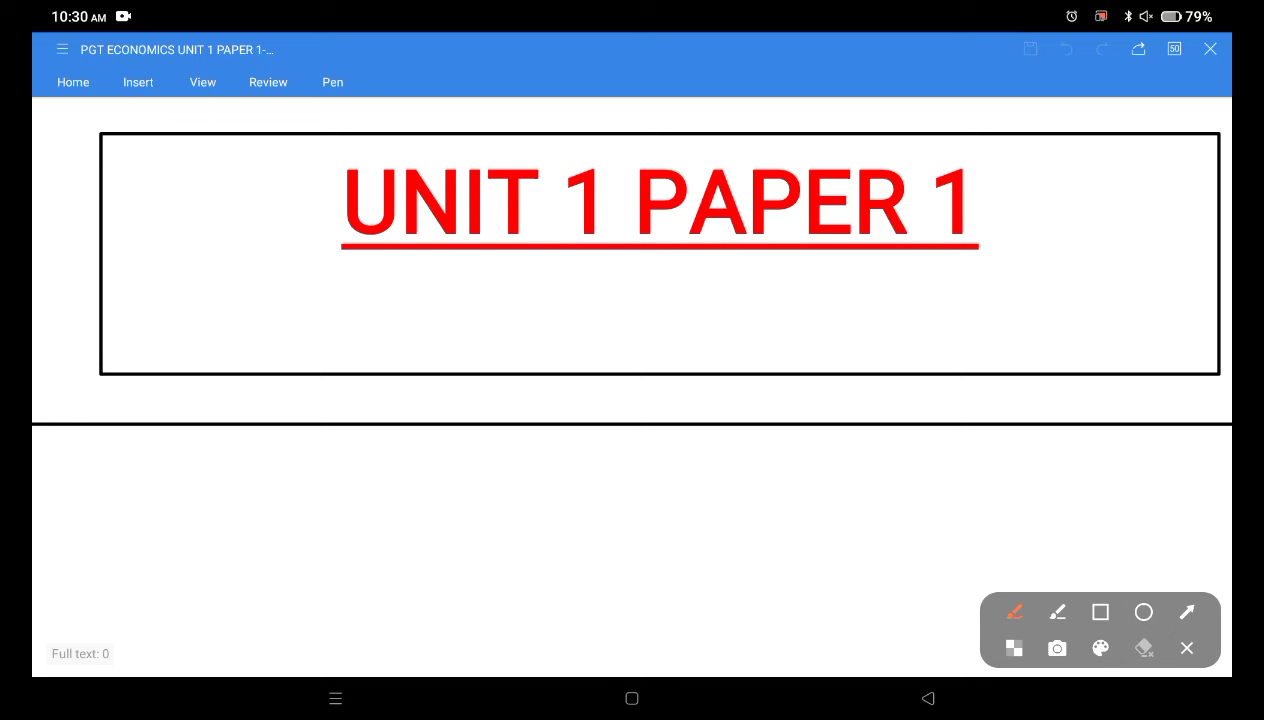 10:30 AM
79%
PGT ECONOMICS UNIT 1 PAPER 1-...
50
Home Insert View Review Pen
UNIT 1 PAPER 1
Full text: 0